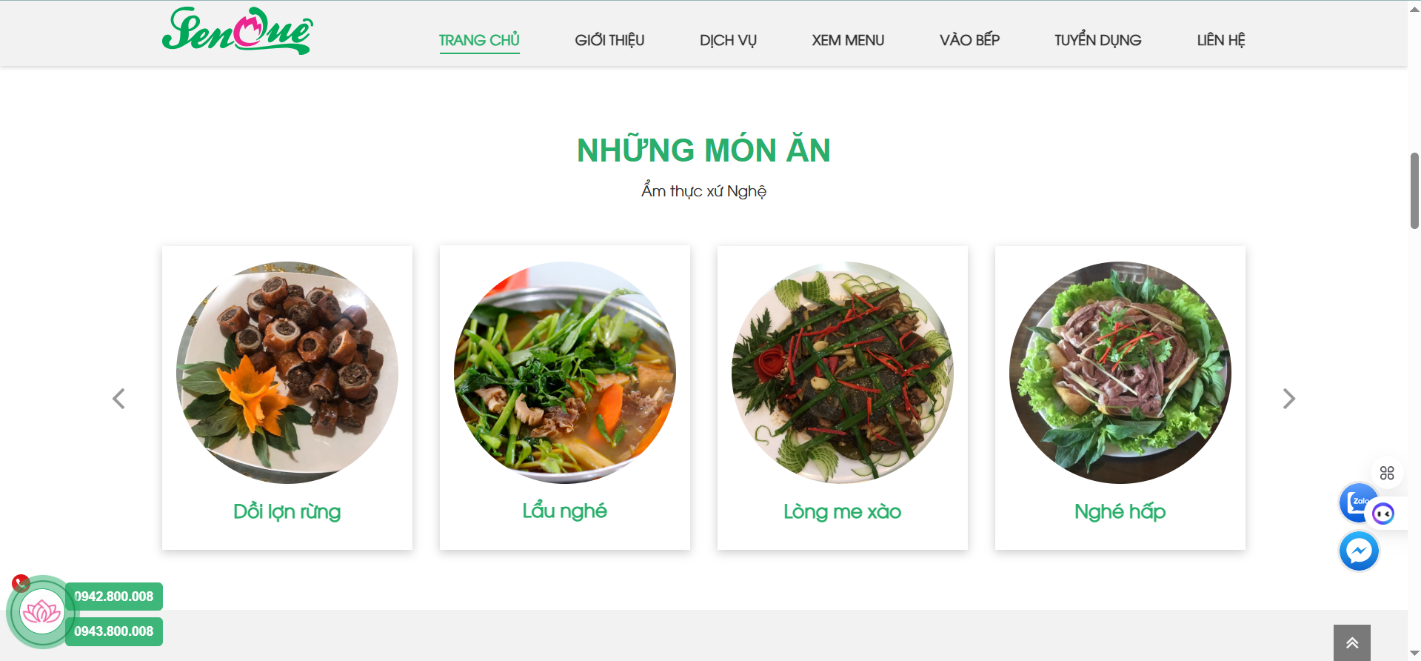 SenQuê
TRANG CHỦ GIỚI THIỆU DỊCH VỤ XEM MENU VÀO BẾP TUYỂN DỤNG LIÊN HỆ
NHỮNG MÓN ĂN
Ẩm thực xứ Nghệ
Dồi lợn rừng
Lẩu nghé
Lòng me xào
Nghé hấp
Zalo
0942.800.008
0943.800.008